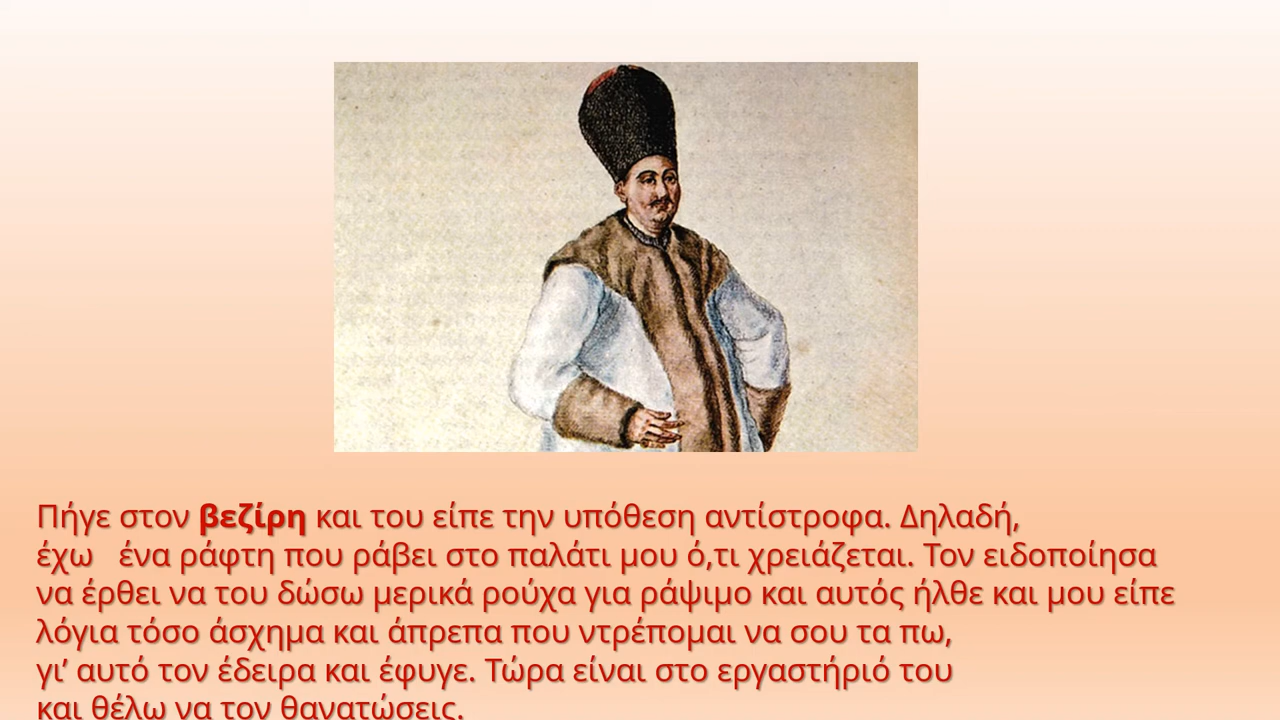 Πήγε στον βεζίρη και του είπε την υπόθεση αντίστροφα. Δηλαδή,
έχω   ένα ράφτη που ράβει στο παλάτι μου ό,τι χρειάζεται. Τον ειδοποίησα
να έρθει να του δώσω μερικά ρούχα για ράψιμο και αυτός ήλθε και μου είπε
λόγια τόσο άσχημα και άπρεπα που ντρέπομαι να σου τα πω,
γι’ αυτό τον έδειρα και έφυγε. Τώρα είναι στο εργαστήριό του
και θέλω να τον θανατώσεις.